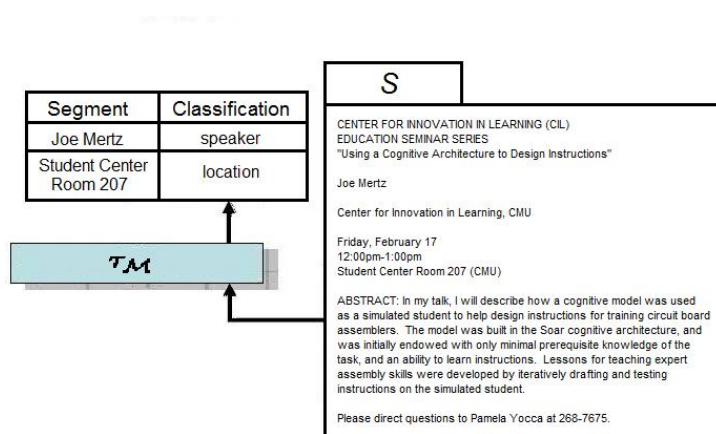 S
Segment Classification
Joe Mertz speaker
Student Center
Room 207
location
TM
CENTER FOR INNOVATION IN LEARNING (CIL)
EDUCATION SEMINAR SERIES
"Using a Cognitive Architecture to Design Instructions"
Joe Mertz
Center for Innovation in Learning, CMU
Friday, February 17
12:00pm-1:00pm
Student Center Room 207 (CMU)
ABSTRACT: In my talk, I will describe how a cognitive model was used
as a simulated student to help design instructions for training circuit board
assemblers. The model was built in the Soar cognitive architecture, and
was initially endowed with only minimal prerequisite knowledge of the
task, and an ability to learn instructions. Lessons for teaching expert
assembly skills were developed by iteratively drafting and testing
instructions on the simulated student.
Please direct questions to Pamela Yocca at 268-7675.